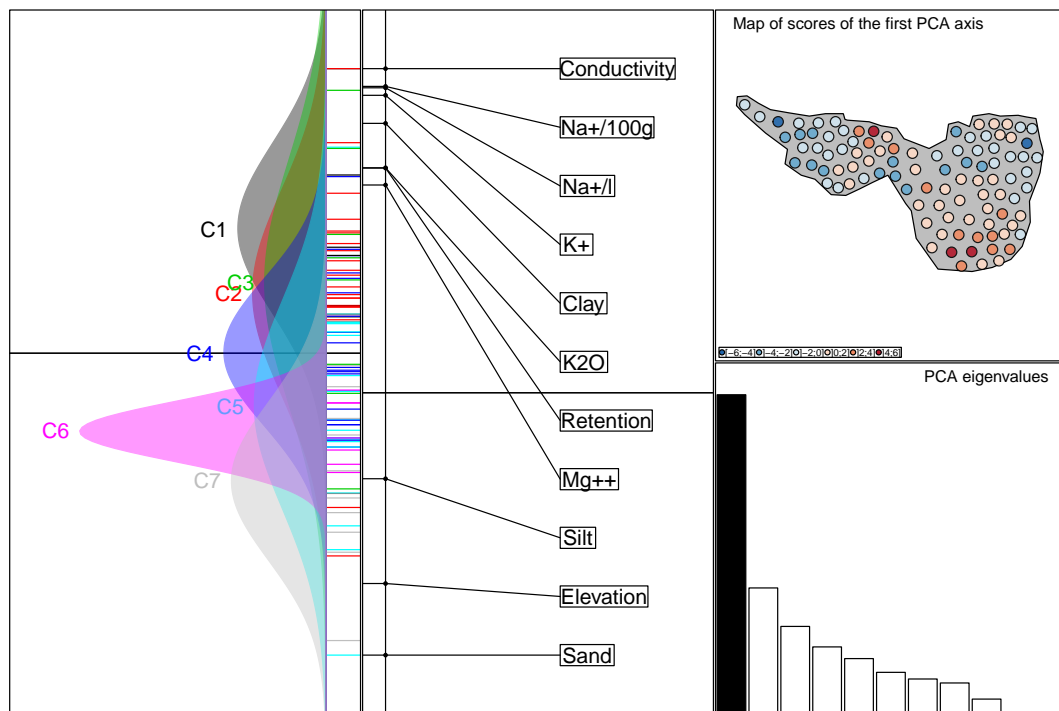 C1
C3
C2
C4
C5
C6
C7
Conductivity
Na+/100g
Na+/l
K+
Clay
K2O
Retention
Mg++
Silt
Elevation
Sand
Map of scores of the first PCA axis
[−6;−4] [−4;−2] [−2;0] [0;2] [2;4] [4;6]
PCA eigenvalues